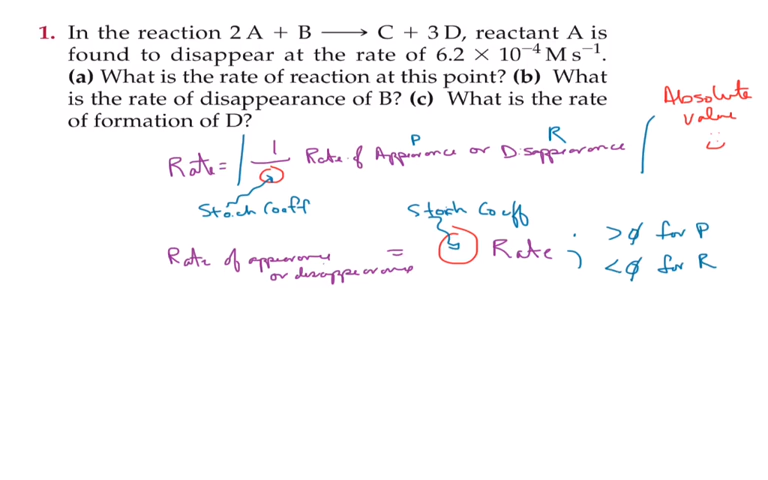 1. In the reaction 2 A + B ⟶ C + 3 D, reactant A is
found to disappear at the rate of 6.2 × 10⁻⁴ M s⁻¹.
(a) What is the rate of reaction at this point? (b) What
is the rate of disappearance of B? (c) What is the rate
of formation of D?
Absolute
value
P R
Rate = | 1/a Rate of Appearance or Disappearance |
Stoich Coeff Stoich Coeff
Rate of appearance = Rate ; >0 for P
or disappearance <0 for R